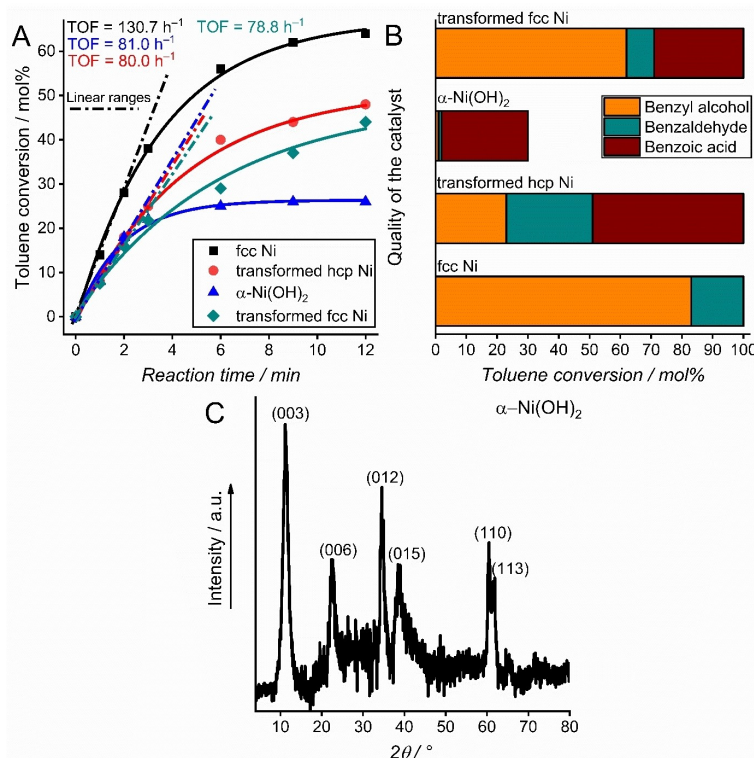 A
TOF = 130.7 h⁻¹
TOF = 81.0 h⁻¹
TOF = 80.0 h⁻¹
TOF = 78.8 h⁻¹
Linear ranges
Toluene conversion / mol%
60
50
40
30
20
10
0
fcc Ni
transformed hcp Ni
α-Ni(OH)₂
transformed fcc Ni
0 2 4 6 8 10 12
Reaction time / min
B
Quality of the catalyst
transformed fcc Ni
α-Ni(OH)₂
Benzyl alcohol
Benzaldehyde
Benzoic acid
transformed hcp Ni
fcc Ni
0 10 20 30 40 50 60 70 80 90 100
Toluene conversion / mol%
C
α–Ni(OH)₂
Intensity / a.u.
(003)
(006)
(012)
(015)
(110)
(113)
10 20 30 40 50 60 70 80
2θ / °